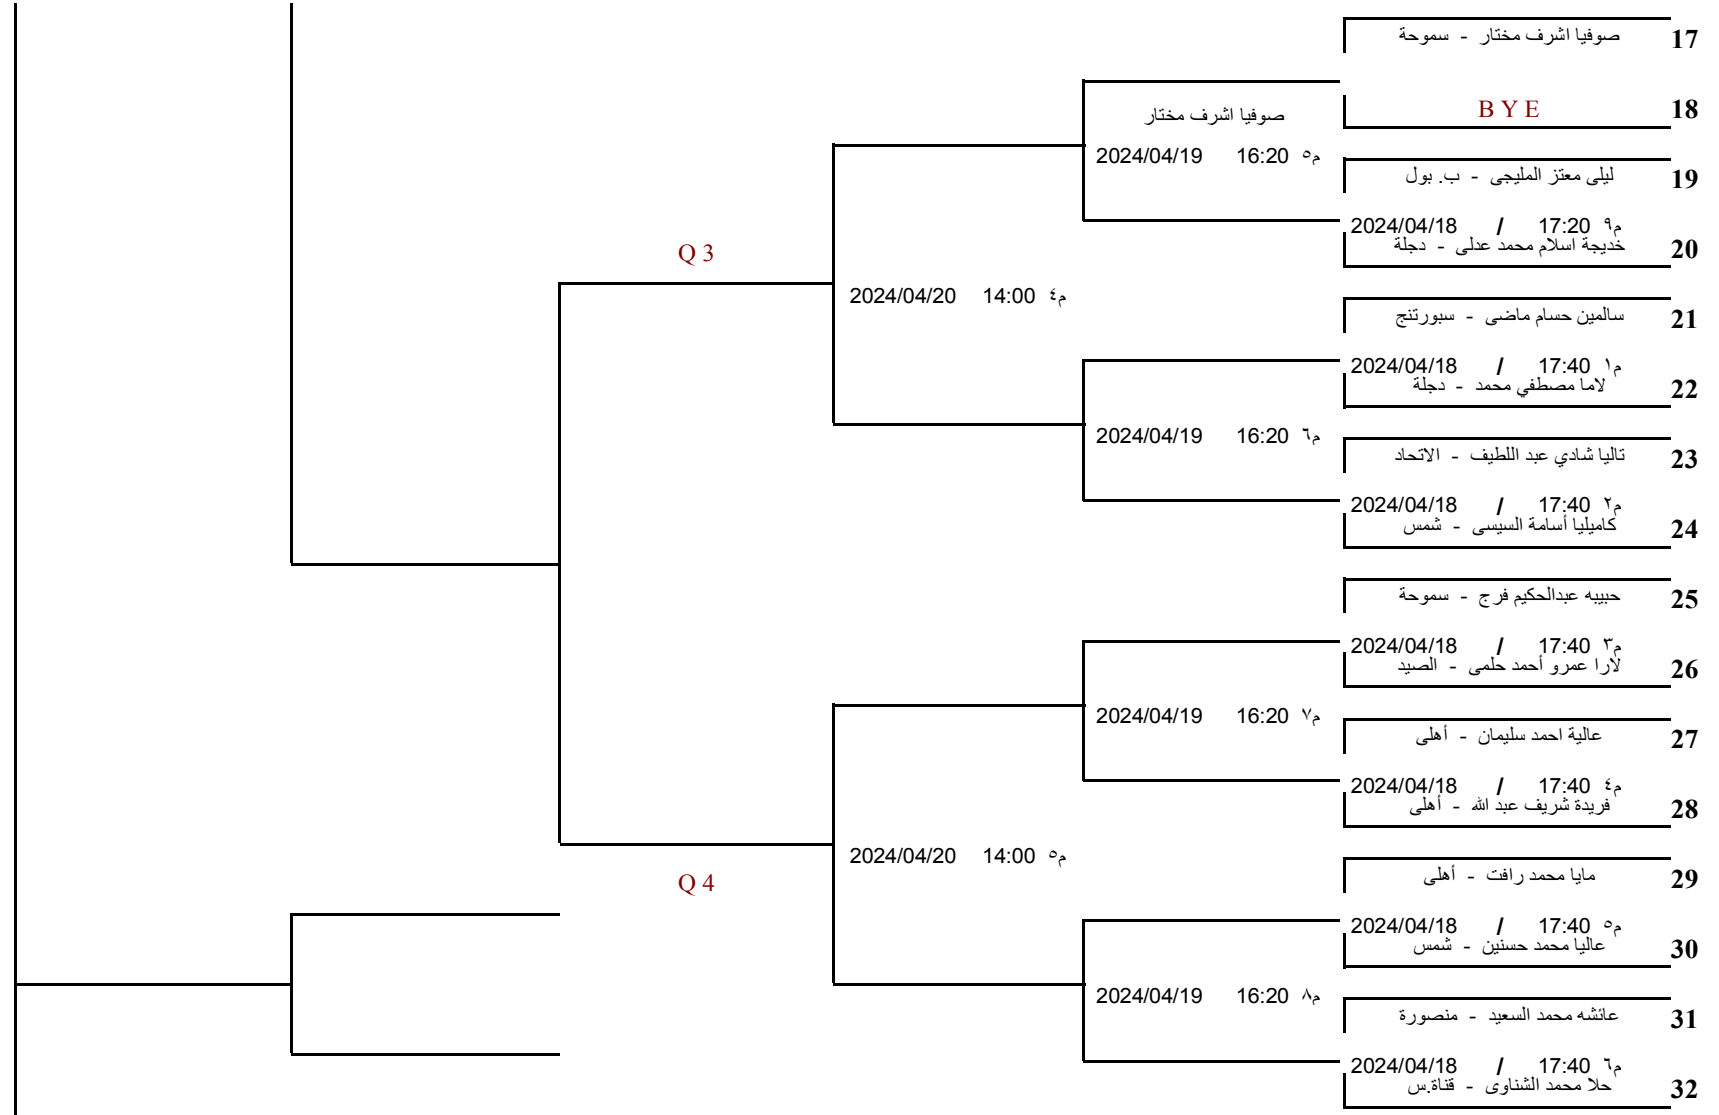 صوفيا اشرف مختار - سموحة 17
B Y E 18
صوفيا اشرف مختار
2024/04/19 16:20 م٥
ليلى معتز المليجى - ب. بول 19
2024/04/18 / 17:20 م٩
خديجة اسلام محمد عدلى - دجلة 20
Q 3
2024/04/20 14:00 م٤
سالمين حسام ماضى - سبورتنج 21
2024/04/18 / 17:40 م١
لاما مصطفي محمد - دجلة 22
2024/04/19 16:20 م٦
تاليا شادي عبد اللطيف - الاتحاد 23
2024/04/18 / 17:40 م٢
كاميليا أسامة السيسى - شمس 24
حبيبه عبدالحكيم فرج - سموحة 25
2024/04/18 / 17:40 م٣
لارا عمرو أحمد حلمى - الصيد 26
2024/04/19 16:20 م٧
عالية احمد سليمان - أهلى 27
2024/04/18 / 17:40 م٤
فريدة شريف عبد الله - أهلى 28
2024/04/20 14:00 م٥
Q 4
مايا محمد رافت - أهلى 29
2024/04/18 / 17:40 م٥
عاليا محمد حسنين - شمس 30
2024/04/19 16:20 م٨
عائشه محمد السعيد - منصورة 31
2024/04/18 / 17:40 م٦
حلا محمد الشناوى - قناة.س 32